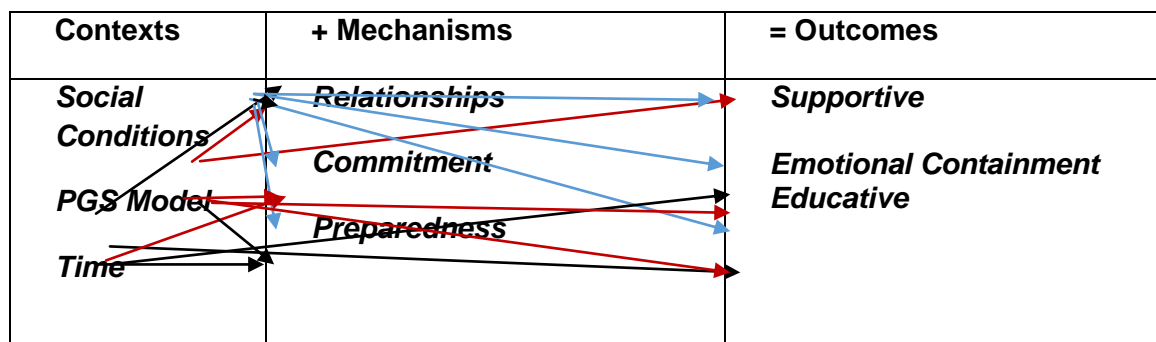 Contexts + Mechanisms = Outcomes
Social Relationships Supportive
Conditions
Commitment Emotional Containment
PGS Model Educative
Preparedness
Time